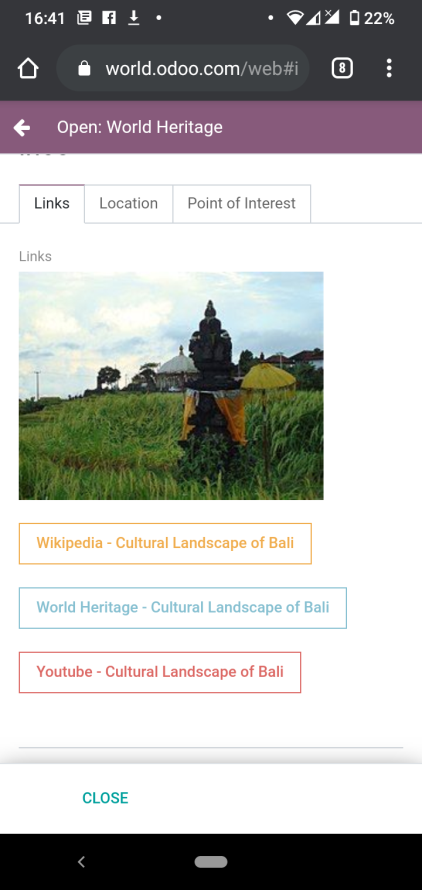 16:41
22%
world.odoo.com/web#i
8
Open: World Heritage
Links
Location
Point of Interest
Links
Wikipedia - Cultural Landscape of Bali
World Heritage - Cultural Landscape of Bali
Youtube - Cultural Landscape of Bali
CLOSE